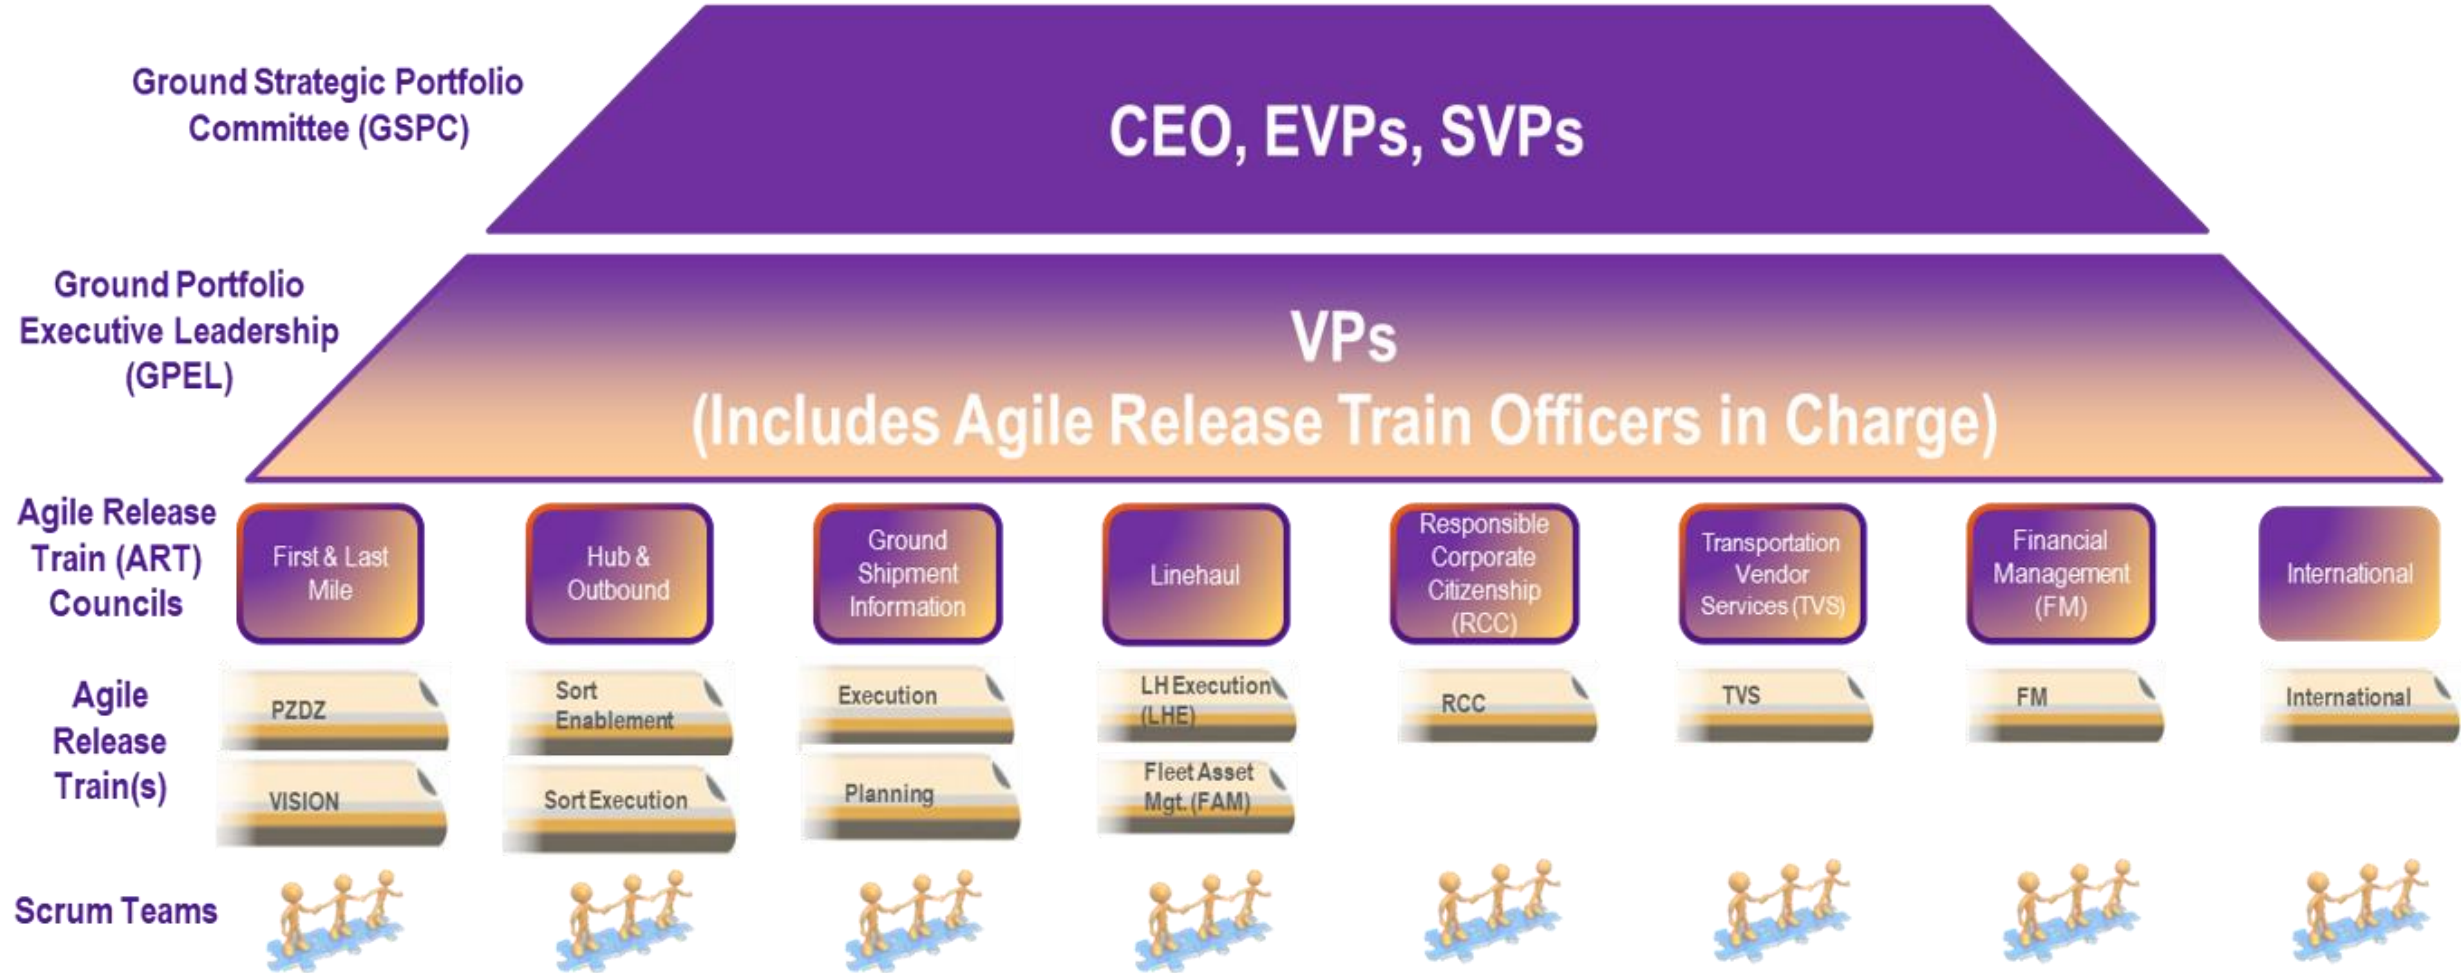 Ground Strategic Portfolio
Committee (GSPC)
CEO, EVPs, SVPs
Ground Portfolio
Executive Leadership
(GPEL)
VPs
(Includes Agile Release Train Officers in Charge)
Agile Release
Train (ART)
Councils
First & Last
Mile
Hub &
Outbound
Ground
Shipment
Information
Linehaul
Responsible
Corporate
Citizenship
(RCC)
Transportation
Vendor
Services (TVS)
Financial
Management
(FM)
International
Agile
Release
Train(s)
PZDZ
Sort
Enablement
Execution
LH Execution
(LHE)
RCC
TVS
FM
International
VISION
Sort Execution
Planning
Fleet Asset
Mgt. (FAM)
Scrum Teams